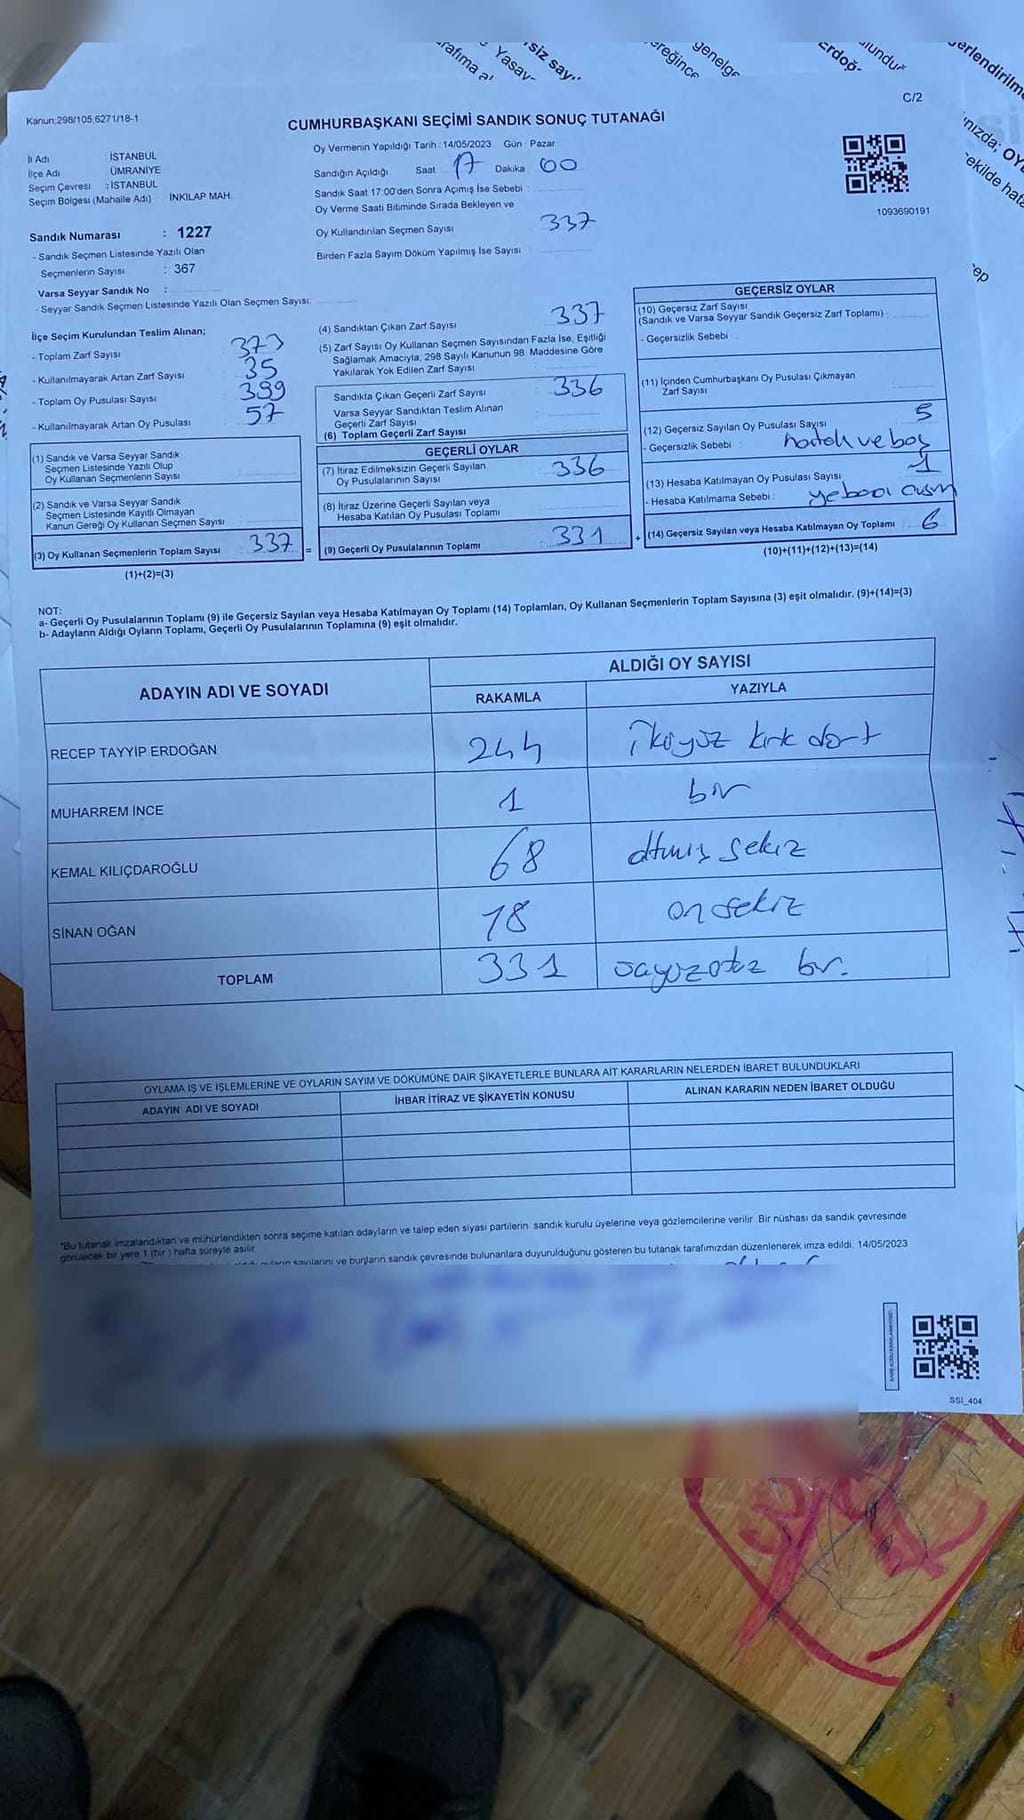 C/2
Kanun;298/105,6271/18-1
CUMHURBAŞKANI SEÇİMİ SANDIK SONUÇ TUTANAĞI
İl Adı : İSTANBUL
İlçe Adı : ÜMRANİYE
Seçim Çevresi : İSTANBUL
Seçim Bölgesi (Mahalle Adı) İNKILAP MAH.
Sandık Numarası : 1227
- Sandık Seçmen Listesinde Yazılı Olan
Seçmenlerin Sayısı : 367
Varsa Seyyar Sandık No :
- Seyyar Sandık Seçmen Listesinde Yazılı Olan Seçmen Sayısı:
Oy Vermenin Yapıldığı Tarih : 14/05/2023 Gün : Pazar
Sandığın Açıldığı Saat 17 Dakika 00
Sandık Saat 17:00'den Sonra Açımış İse Sebebi :
Oy Verme Saati Bitiminde Sırada Bekleyen ve
Oy Kullandırılan Seçmen Sayısı 337
Birden Fazla Sayım Döküm Yapılmış İse Sayısı
1093690191
İlçe Seçim Kurulundan Teslim Alınan;
- Toplam Zarf Sayısı 373
- Kullanılmayarak Artan Zarf Sayısı 35
- Toplam Oy Pusulası Sayısı 399
- Kullanılmayarak Artan Oy Pusulası 57
(1) Sandık ve Varsa Seyyar Sandık
Seçmen Listesinde Yazılı Olup
Oy Kullanan Seçmenlerin Sayısı
(2) Sandık ve Varsa Seyyar Sandık
Seçmen Listesinde Kayıtlı Olmayan
Kanun Gereği Oy Kullanan Seçmen Sayısı
(3) Oy Kullanan Seçmenlerin Toplam Sayısı 337 =
(1)+(2)=(3)
(4) Sandıktan Çıkan Zarf Sayısı 337
(5) Zarf Sayısı Oy Kullanan Seçmen Sayısından Fazla İse, Eşitliği
Sağlamak Amacıyla, 298 Sayılı Kanunun 98. Maddesine Göre
Yakılarak Yok Edilen Zarf Sayısı
Sandıkta Çıkan Geçerli Zarf Sayısı : 336
Varsa Seyyar Sandıktan Teslim Alınan
Geçerli Zarf Sayısı
(6) Toplam Geçerli Zarf Sayısı
GEÇERLİ OYLAR
(7) İtiraz Edilmeksizin Geçerli Sayılan
Oy Pusulalarının Sayısı : 336
(8) İtiraz Üzerine Geçerli Sayılan veya
Hesaba Katılan Oy Pusulası Toplamı
(9) Geçerli Oy Pusulalarının Toplamı : 331 +
GEÇERSİZ OYLAR
(10) Geçersiz Zarf Sayısı
(Sandık ve Varsa Seyyar Sandık Geçersiz Zarf Toplamı) :
- Geçersizlik Sebebi
(11) İçinden Cumhurbaşkanı Oy Pusulası Çıkmayan
Zarf Sayısı
(12) Geçersiz Sayılan Oy Pusulası Sayısı 5
- Geçersizlik Sebebi : ve boş
(13) Hesaba Katılmayan Oy Pusulası Sayısı 1
- Hesaba Katılmama Sebebi :
(14) Geçersiz Sayılan veya Hesaba Katılmayan Oy Toplamı 6
(10)+(11)+(12)+(13)=(14)
NOT:
a- Geçerli Oy Pusulalarının Toplamı (9) ile Geçersiz Sayılan veya Hesaba Katılmayan Oy Toplamı (14) Toplamları, Oy Kullanan Seçmenlerin Toplam Sayısına (3) eşit olmalıdır. (9)+(14)=(3)
b- Adayların Aldığı Oyların Toplamı, Geçerli Oy Pusulalarının Toplamına (9) eşit olmalıdır.
ADAYIN ADI VE SOYADI
ALDIĞI OY SAYISI
RAKAMLA YAZIYLA
RECEP TAYYİP ERDOĞAN 244 ikiyüz kırk dört
MUHARREM İNCE 1 bir
KEMAL KILIÇDAROĞLU 68 altmış sekiz
SİNAN OĞAN 18 onsekiz
TOPLAM 331 üçyüzotuz bir.
OYLAMA İŞ VE İŞLEMLERİNE VE OYLARIN SAYIM VE DÖKÜMÜNE DAİR ŞİKAYETLERLE BUNLARA AİT KARARLARIN NELERDEN İBARET BULUNDUKLARI
ADAYIN ADI VE SOYADI İHBAR İTİRAZ VE ŞİKAYETİN KONUSU ALINAN KARARIN NEDEN İBARET OLDUĞU
*Bu tutanak imzalandıktan ve mühürlendikten sonra seçime katılan adayların ve talep eden siyasi partilerin sandık kurulu üyelerine veya gözlemcilerine verilir. Bir nüshası da sandık çevresinde
görülecek bir yere 1 (bir) hafta süreyle asılır.
oyların sayılarını ve bunların sandık çevresinde bulunanlara duyurulduğunu gösteren bu tutanak tarafımızdan düzenlenerek imza edildi. 14/05/2023
SSI_404